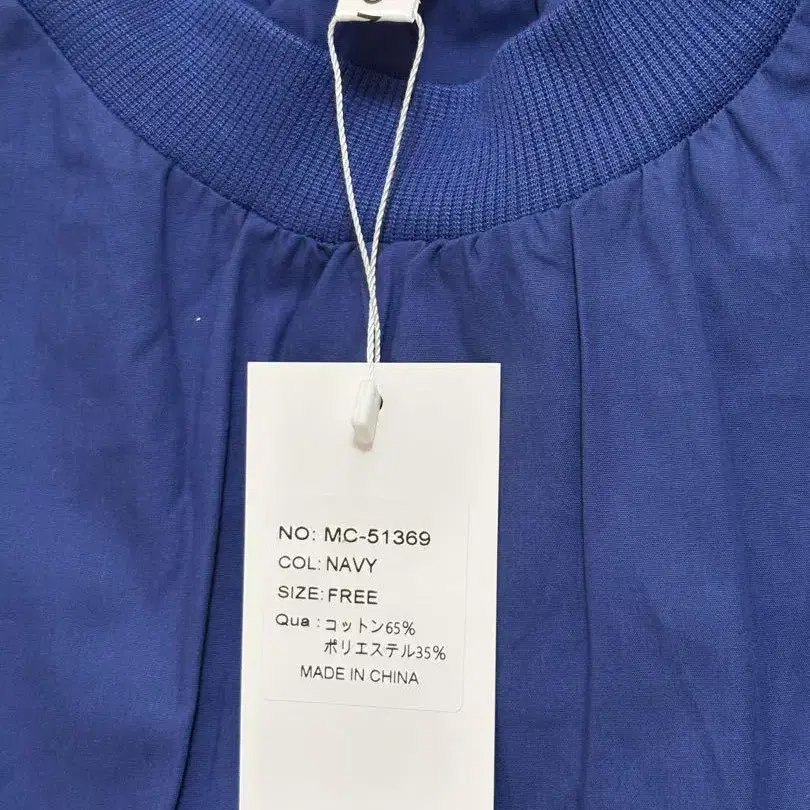 NO: MC-51369
COL: NAVY
SIZE: FREE
Qua : コットン65%
ポリエステル35%
MADE IN CHINA